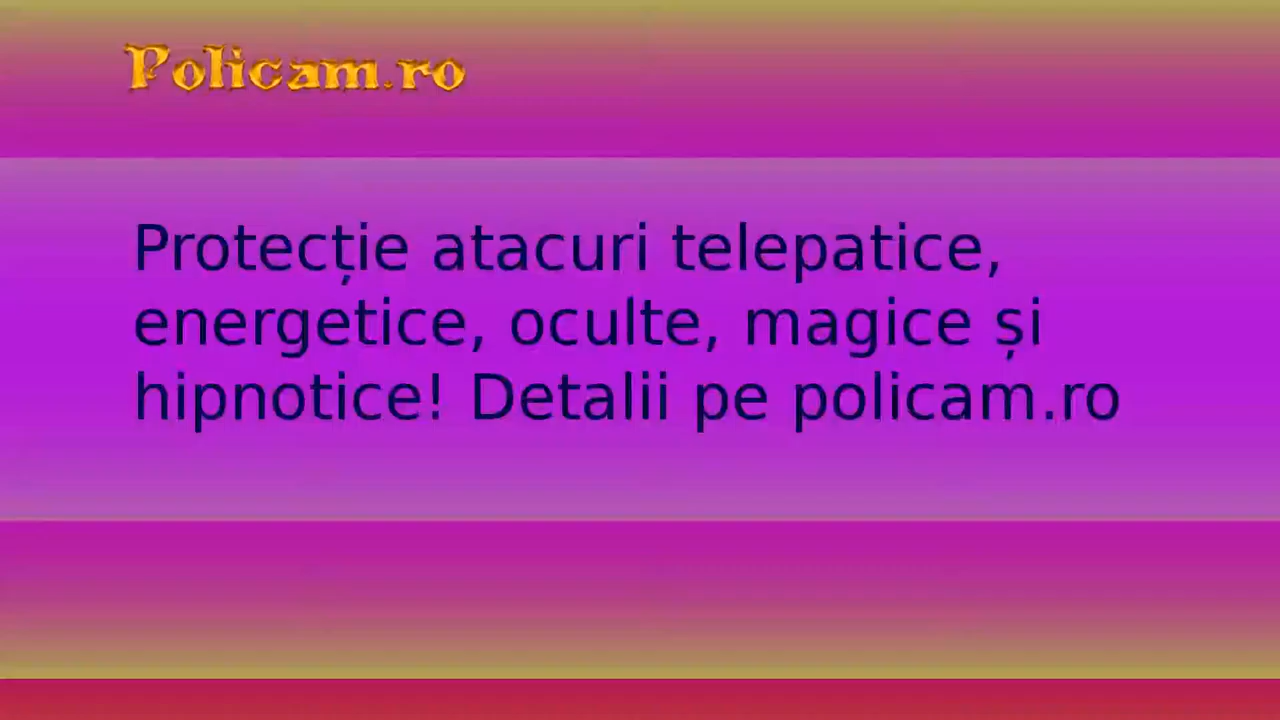 Policam.ro
Protecție atacuri telepatice,
energetice, oculte, magice și
hipnotice! Detalii pe policam.ro